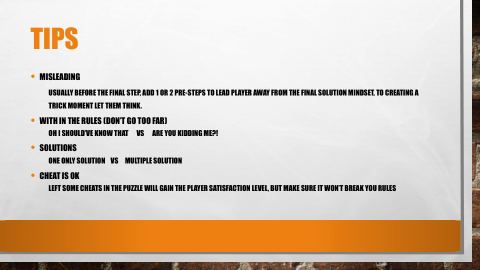 TIPS
MISLEADING
USUALLY BEFORE THE FINAL STEP, ADD 1 OR 2 PRE-STEPS TO LEAD PLAYER AWAY FROM THE FINAL SOLUTION MINDSET, TO CREATING A
TRICK MOMENT LET THEM THINK.
WITH IN THE RULES (DON'T GO TOO FAR)
OH I SHOULD'VE KNOW THAT VS ARE YOU KIDDING ME?!
SOLUTIONS
ONE ONLY SOLUTION VS MULTIPLE SOLUTION
CHEAT IS OK
LEFT SOME CHEATS IN THE PUZZLE WILL GAIN THE PLAYER SATISFACTION LEVEL, BUT MAKE SURE IT WON'T BREAK YOU RULES